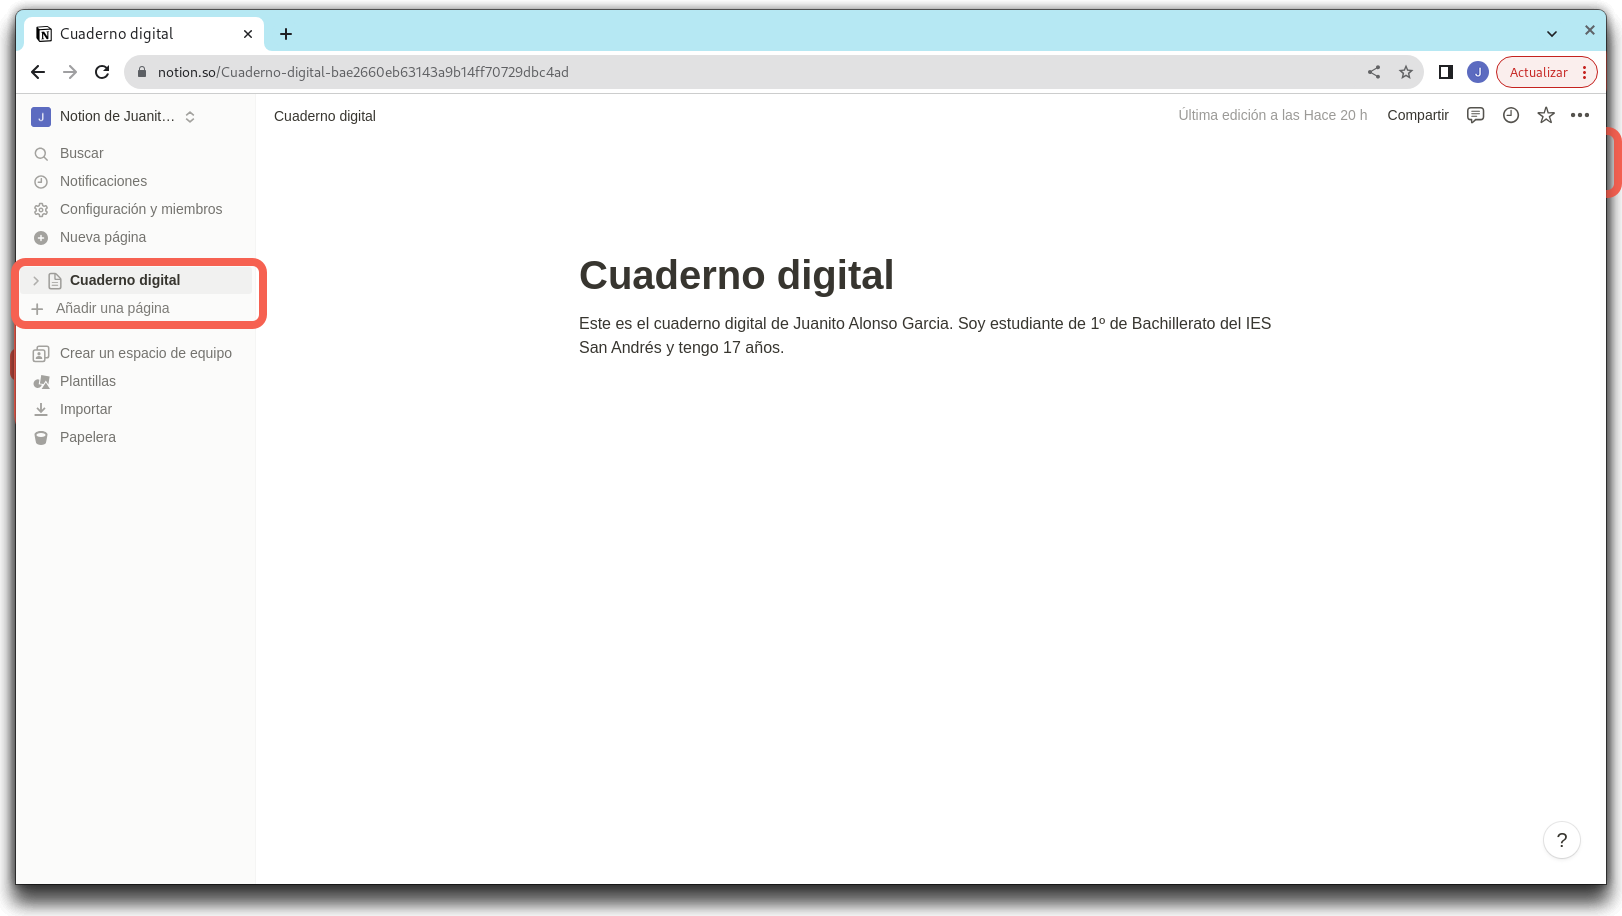 Cuaderno digital
notion.so/Cuaderno-digital-bae2660eb63143a9b14ff70729dbc4ad
J
Actualizar
J
Notion de Juanit…
Cuaderno digital
Última edición a las Hace 20 h
Compartir
Buscar
Notificaciones
Configuración y miembros
Nueva página
Cuaderno digital
Añadir una página
Crear un espacio de equipo
Plantillas
Importar
Papelera
Cuaderno digital
Este es el cuaderno digital de Juanito Alonso Garcia. Soy estudiante de 1º de Bachillerato del IES
San Andrés y tengo 17 años.
?